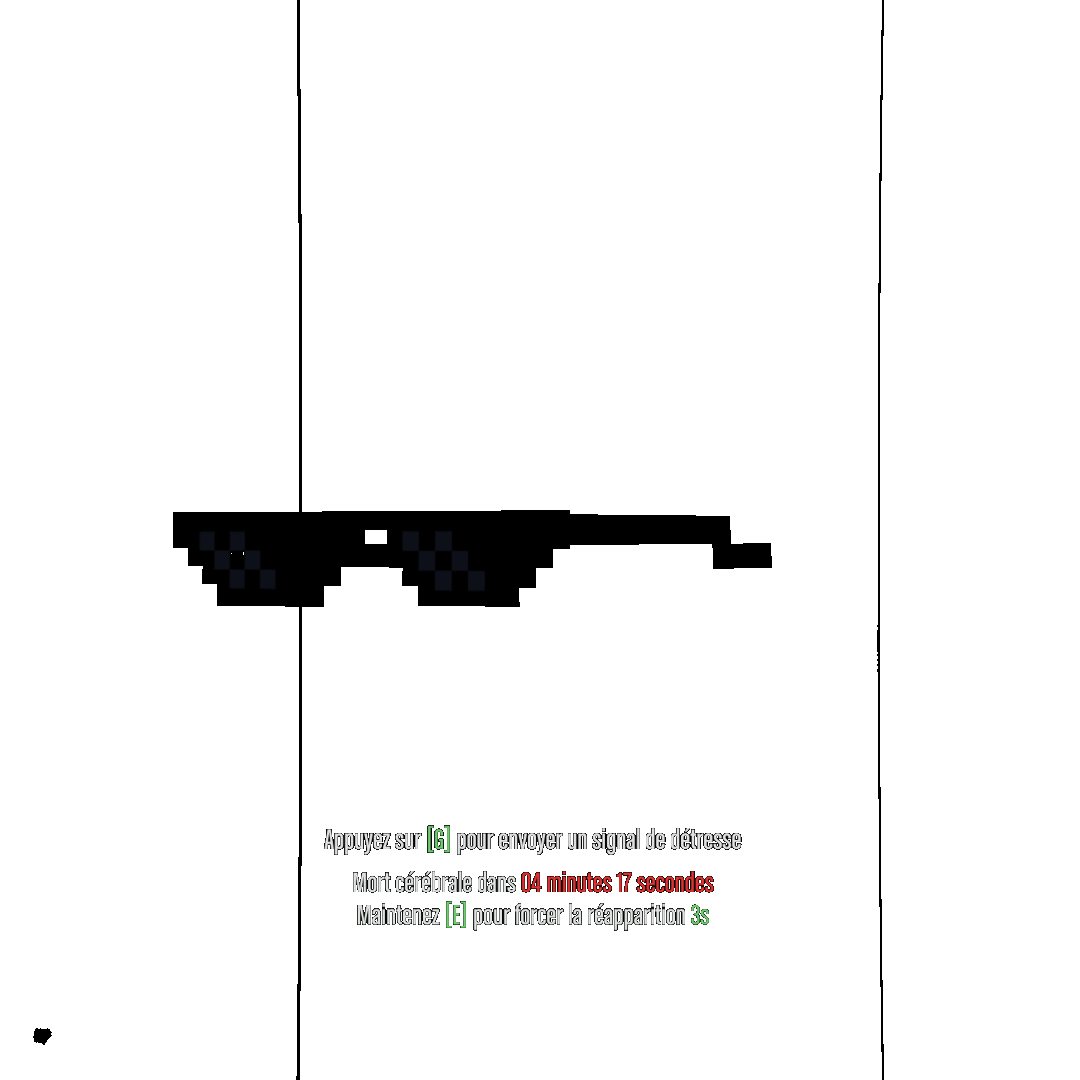 Appuyez sur [G] pour envoyer un signal de détresse
Mort cérébrale dans 04 minutes 17 secondes
Maintenez [E] pour forcer la réapparition 3s